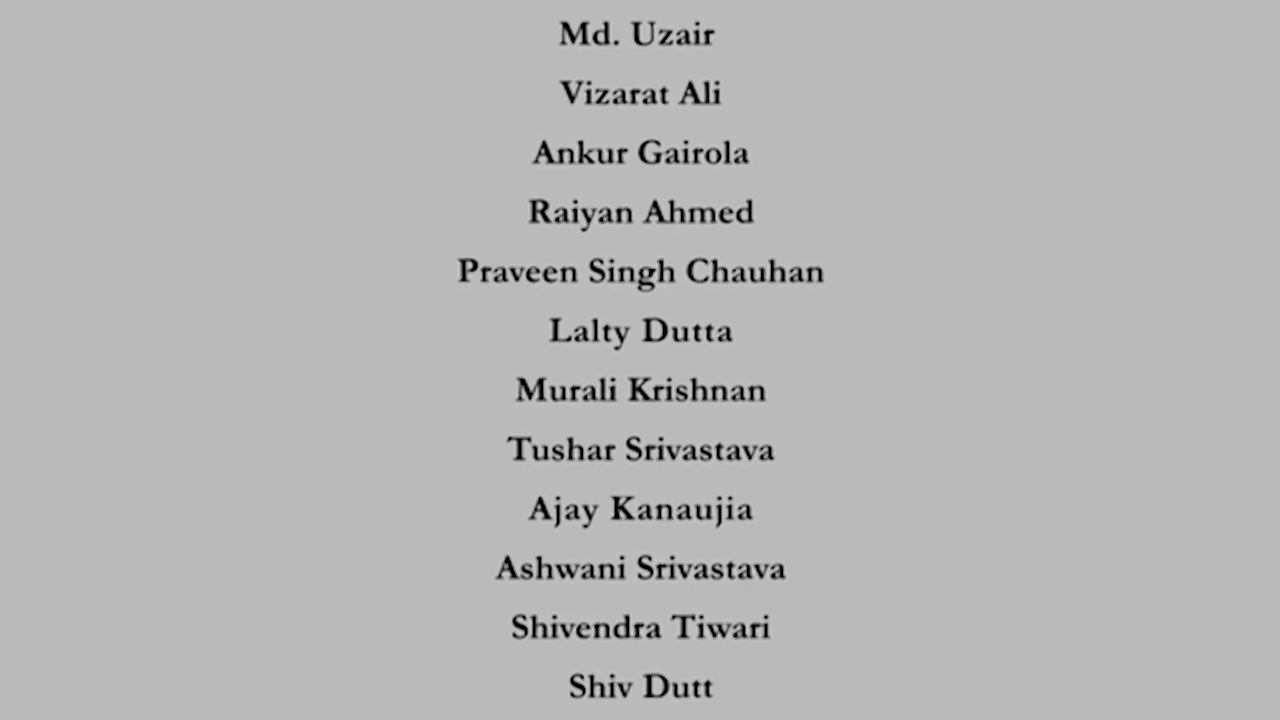 Md. Uzair
Vizarat Ali
Ankur Gairola
Raiyan Ahmed
Praveen Singh Chauhan
Lalty Dutta
Murali Krishnan
Tushar Srivastava
Ajay Kanaujia
Ashwani Srivastava
Shivendra Tiwari
Shiv Dutt